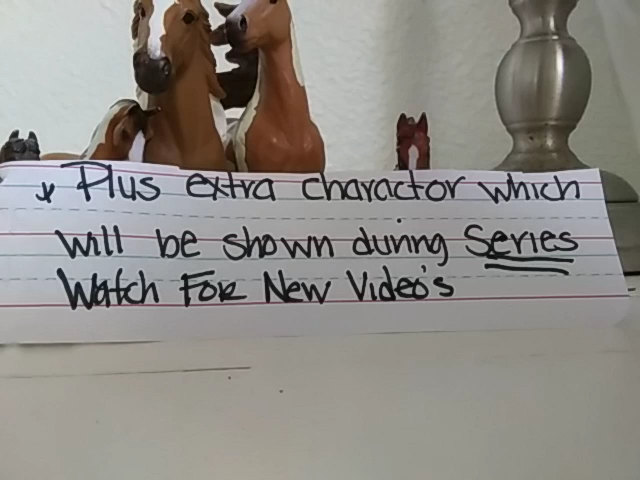 * Plus extra charactor which
will be shown during Series
Watch For New Video's